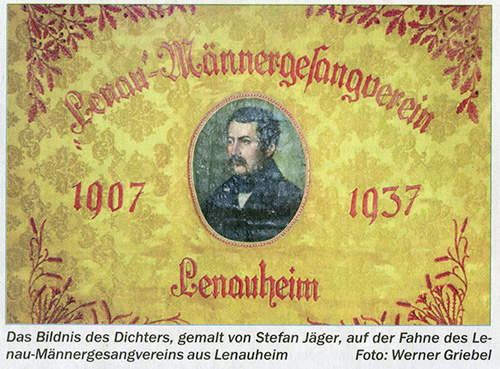 „Lenau“-Männergesangverein
1907 1937
Lenauheim
Das Bildnis des Dichters, gemalt von Stefan Jäger, auf der Fahne des Le-
nau-Männergesangvereins aus Lenauheim Foto: Werner Griebel